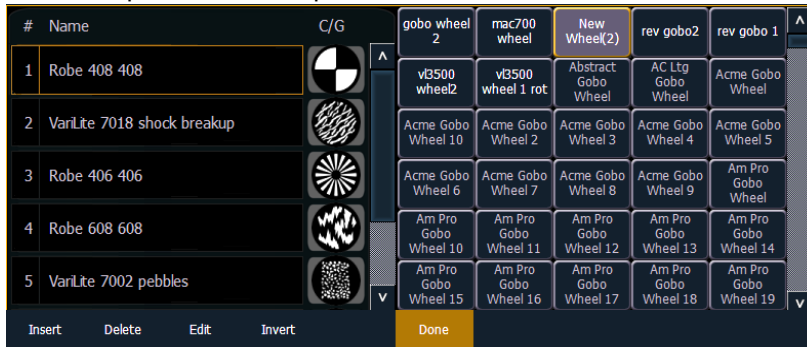 # Name C/G
1 Robe 408 408
2 VariLite 7018 shock breakup
3 Robe 406 406
4 Robe 608 608
5 VariLite 7002 pebbles
gobo wheel
2
mac700
wheel
New
Wheel(2)
rev gobo2
rev gobo 1
vl3500
wheel2
vl3500
wheel 1 rot
Abstract
Gobo
Wheel
AC Ltg
Gobo
Wheel
Acme Gobo
Wheel
Acme Gobo
Wheel 10
Acme Gobo
Wheel 2
Acme Gobo
Wheel 3
Acme Gobo
Wheel 4
Acme Gobo
Wheel 5
Acme Gobo
Wheel 6
Acme Gobo
Wheel 7
Acme Gobo
Wheel 8
Acme Gobo
Wheel 9
Am Pro
Gobo
Wheel
Am Pro
Gobo
Wheel 10
Am Pro
Gobo
Wheel 11
Am Pro
Gobo
Wheel 12
Am Pro
Gobo
Wheel 13
Am Pro
Gobo
Wheel 14
Am Pro
Gobo
Wheel 15
Am Pro
Gobo
Wheel 16
Am Pro
Gobo
Wheel 17
Am Pro
Gobo
Wheel 18
Am Pro
Gobo
Wheel 19
Insert Delete Edit Invert Done